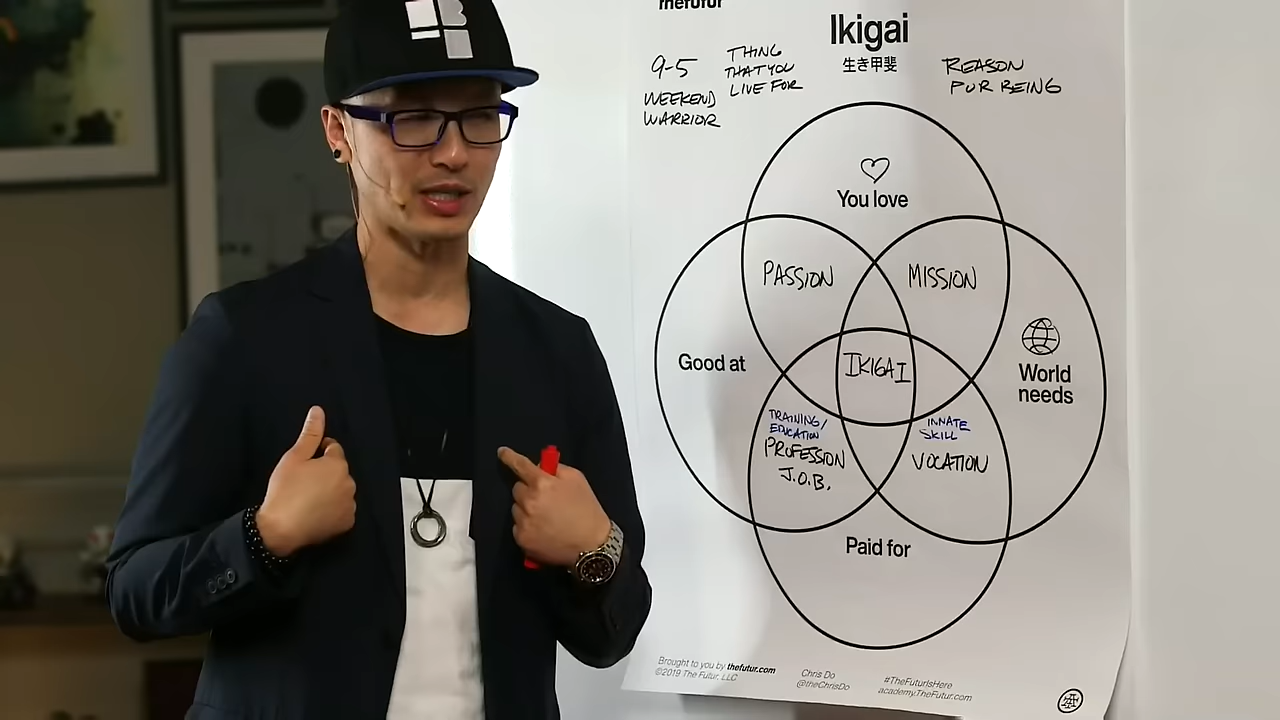 thefutur
Ikigai
生き甲斐
9-5
WEEKEND
WARRIOR
THING
THAT YOU
LIVE FOR
REASON
PUR BEING
You love
PASSION
MISSION
Good at
IKIGAI
World
needs
TRAINING/
EDUCATION
PROFESSION
J.O.B.
INNATE
SKILL
VOCATION
Paid for
Brought to you by thefutur.com
©2019 The Futur, LLC
Chris Do
@theChrisDo
#TheFuturIsHere
academy.TheFutur.com